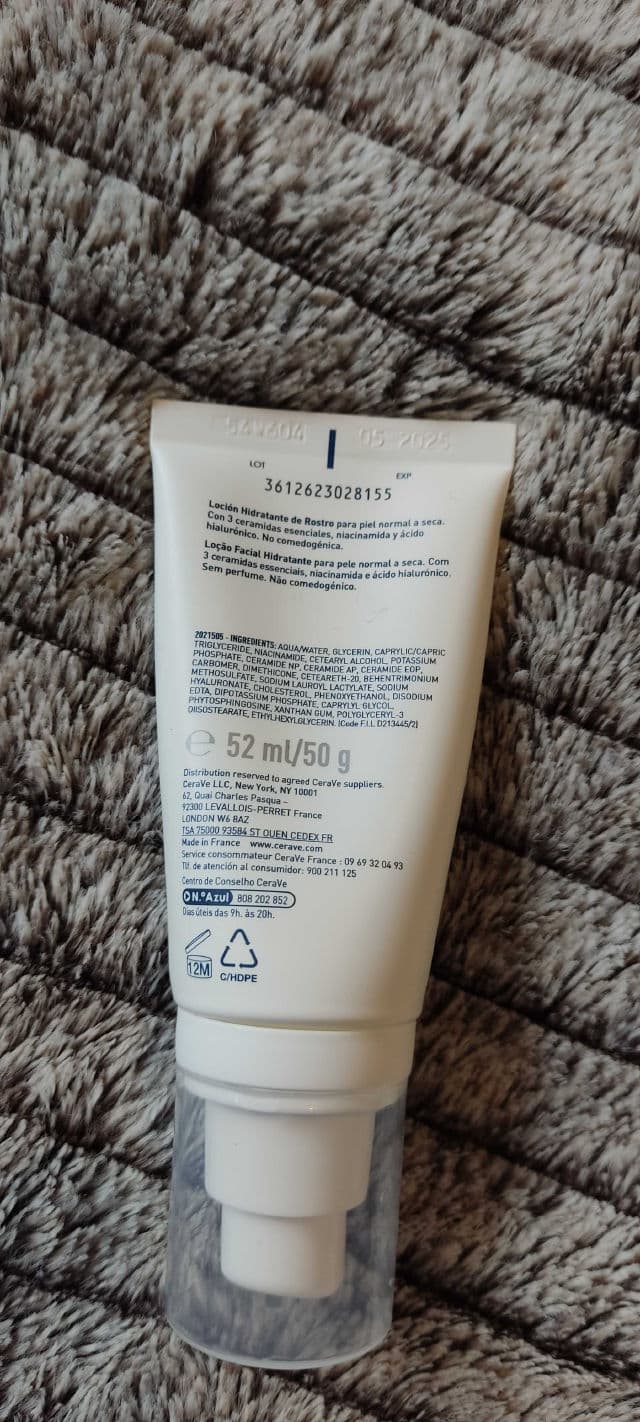 05 2025
LOT
EXP
3612623028155
Loción Hidratante de Rostro para piel normal a seca.
Con 3 ceramidas esenciales, niacinamida y ácido
hialurónico. No comedogénica.
Loção Facial Hidratante para pele normal a seca. Com
3 ceramidas essenciais, niacinamida e ácido hialurónico.
Sem perfume. Não comedogénico.
2021505 - INGREDIENTS: AQUA/WATER, GLYCERIN, CAPRYLIC/CAPRIC
TRIGLYCERIDE, NIACINAMIDE, CETEARYL ALCOHOL, POTASSIUM
PHOSPHATE, CERAMIDE NP, CERAMIDE AP, CERAMIDE EOP,
CARBOMER, DIMETHICONE, CETEARETH-20, BEHENTRIMONIUM
METHOSULFATE, SODIUM LAUROYL LACTYLATE, SODIUM
HYALURONATE, CHOLESTEROL, PHENOXYETHANOL, DISODIUM
EDTA, DIPOTASSIUM PHOSPHATE, CAPRYLYL GLYCOL,
PHYTOSPHINGOSINE, XANTHAN GUM, POLYGLYCERYL-3
DIISOSTEARATE, ETHYLHEXYLGLYCERIN. (Code F.I.L. D213445/2)
e 52 ml/50 g
Distribution reserved to agreed CeraVe suppliers.
CeraVe LLC, New York, NY 10001
62, Quai Charles Pasqua -
92300 LEVALLOIS-PERRET France
LONDON W6 8AZ
TSA 75000 93584 ST OUEN CEDEX FR
Made in France www.cerave.com
Service consommateur CeraVe France : 09 69 32 04 93
Tlf. de atención al consumidor: 900 211 125
Centro de Conselho CeraVe
N.º Azul 808 202 852
Dias úteis das 9h. às 20h.
12M
C/HDPE